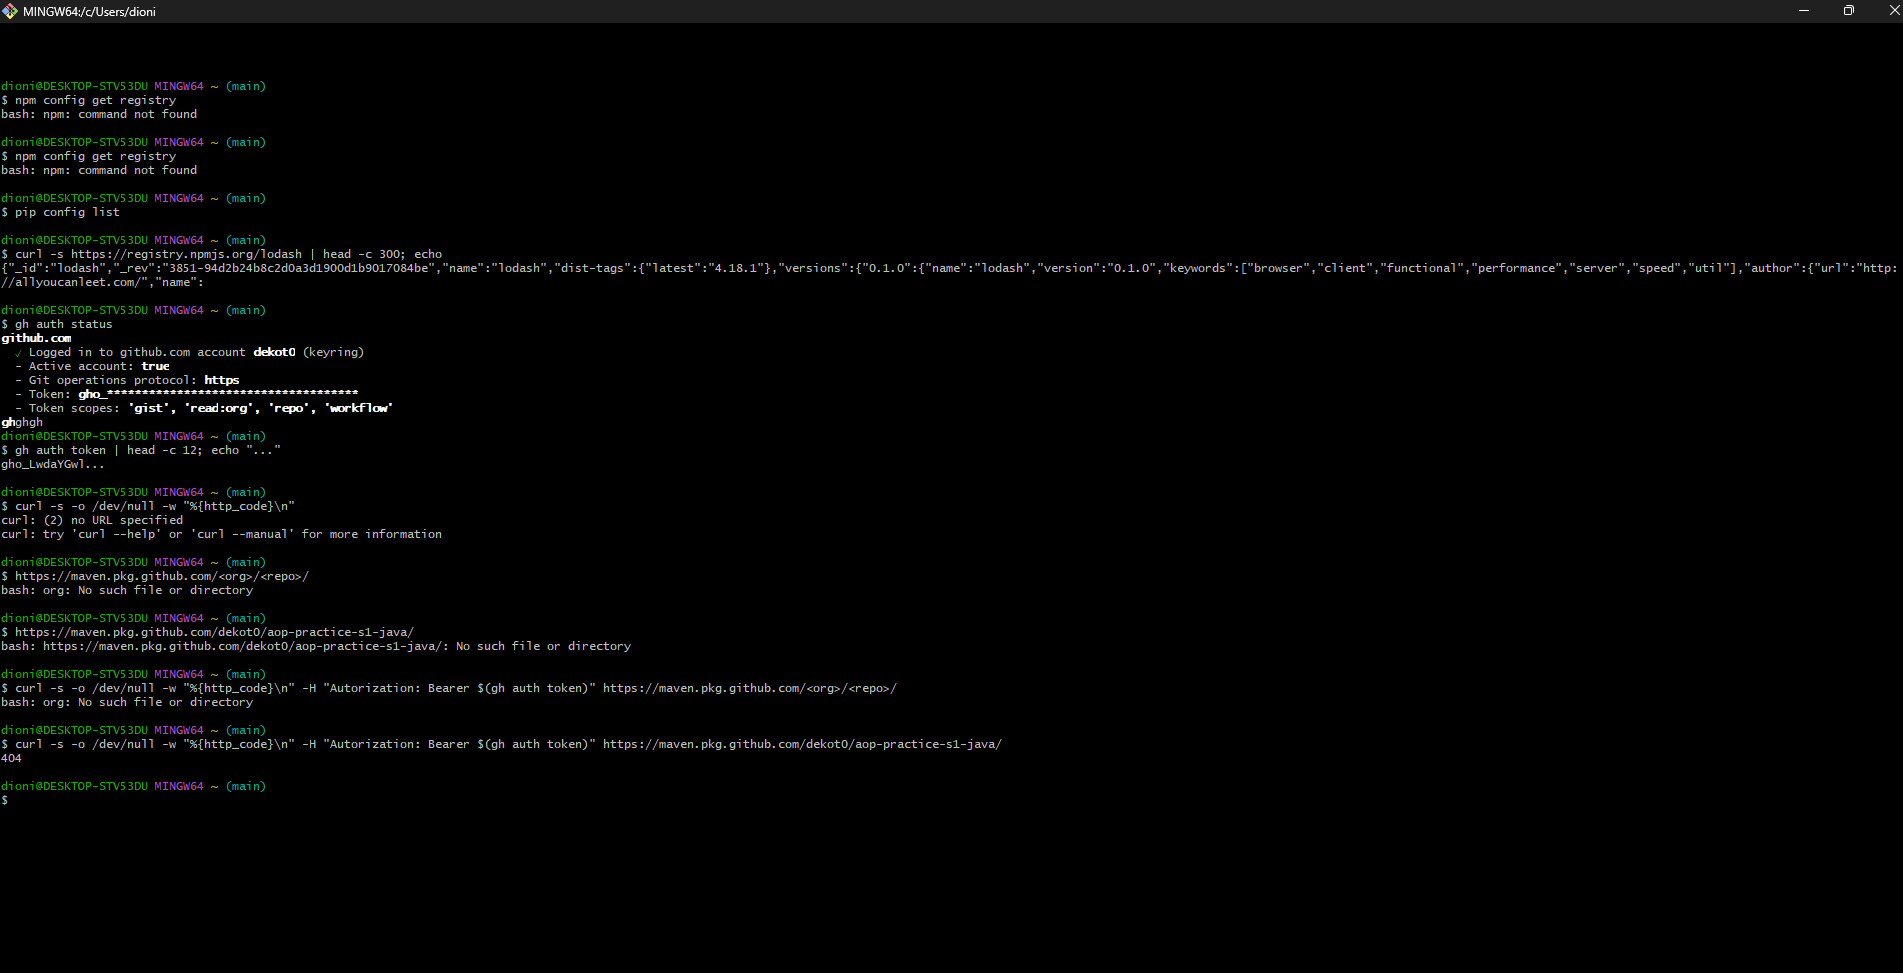 MINGW64:/c/Users/dioni
dioni@DESKTOP-STV53DU MINGW64 ~ (main)
$ npm config get registry
bash: npm: command not found
dioni@DESKTOP-STV53DU MINGW64 ~ (main)
$ npm config get registry
bash: npm: command not found
dioni@DESKTOP-STV53DU MINGW64 ~ (main)
$ pip config list
dioni@DESKTOP-STV53DU MINGW64 ~ (main)
$ curl -s https://registry.npmjs.org/lodash | head -c 300; echo
{"_id":"lodash","_rev":"3851-94d2b24b8c2d0a3d1900d1b9017084be","name":"lodash","dist-tags":{"latest":"4.18.1"},"versions":{"0.1.0":{"name":"lodash","version":"0.1.0","keywords":["browser","client","functional","performance","server","speed","util"],"author":{"url":"http:
//allyoucanleet.com/","name":
dioni@DESKTOP-STV53DU MINGW64 ~ (main)
$ gh auth status
github.com
✓ Logged in to github.com account dekot0 (keyring)
- Active account: true
- Git operations protocol: https
- Token: gho_************************************
- Token scopes: 'gist', 'read:org', 'repo', 'workflow'
ghghgh
dioni@DESKTOP-STV53DU MINGW64 ~ (main)
$ gh auth token | head -c 12; echo "..."
gho_LwdaYGwl...
dioni@DESKTOP-STV53DU MINGW64 ~ (main)
$ curl -s -o /dev/null -w "%{http_code}\n"
curl: (2) no URL specified
curl: try 'curl --help' or 'curl --manual' for more information
dioni@DESKTOP-STV53DU MINGW64 ~ (main)
$ https://maven.pkg.github.com/<org>/<repo>/
bash: org: No such file or directory
dioni@DESKTOP-STV53DU MINGW64 ~ (main)
$ https://maven.pkg.github.com/dekot0/aop-practice-s1-java/
bash: https://maven.pkg.github.com/dekot0/aop-practice-s1-java/: No such file or directory
dioni@DESKTOP-STV53DU MINGW64 ~ (main)
$ curl -s -o /dev/null -w "%{http_code}\n" -H "Autorization: Bearer $(gh auth token)" https://maven.pkg.github.com/<org>/<repo>/
bash: org: No such file or directory
dioni@DESKTOP-STV53DU MINGW64 ~ (main)
$ curl -s -o /dev/null -w "%{http_code}\n" -H "Autorization: Bearer $(gh auth token)" https://maven.pkg.github.com/dekot0/aop-practice-s1-java/
404
dioni@DESKTOP-STV53DU MINGW64 ~ (main)
$